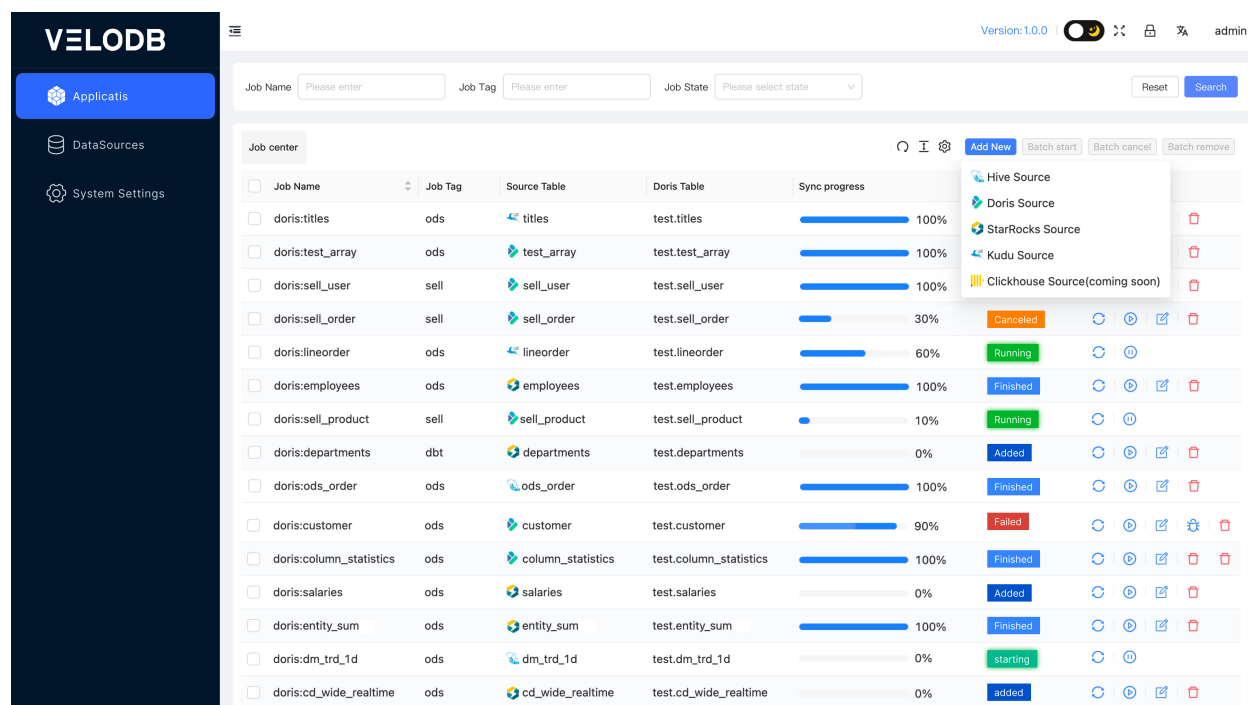 VELODB
Version:1.0.0 admin
Applicatis
DataSources
System Settings
Job Name Please enter Job Tag Please enter Job State Please select state Reset Search
Job center Add New Batch start Batch cancel Batch remove
Hive Source
Doris Source
StarRocks Source
Kudu Source
Clickhouse Source(coming soon)
Job Name Job Tag Source Table Doris Table Sync progress
doris:titles ods titles test.titles 100%
doris:test_array ods test_array test.test_array 100%
doris:sell_user sell sell_user test.sell_user 100%
doris:sell_order sell sell_order test.sell_order 30% Canceled
doris:lineorder ods lineorder test.lineorder 60% Running
doris:employees ods employees test.employees 100% Finished
doris:sell_product sell sell_product test.sell_product 10% Running
doris:departments dbt departments test.departments 0% Added
doris:ods_order ods ods_order test.ods_order 100% Finished
doris:customer ods customer test.customer 90% Failed
doris:column_statistics ods column_statistics test.column_statistics 100% Finished
doris:salaries ods salaries test.salaries 0% Added
doris:entity_sum ods entity_sum test.entity_sum 100% Finished
doris:dm_trd_1d ods dm_trd_1d test.dm_trd_1d 0% starting
doris:cd_wide_realtime ods cd_wide_realtime test.cd_wide_realtime 0% added